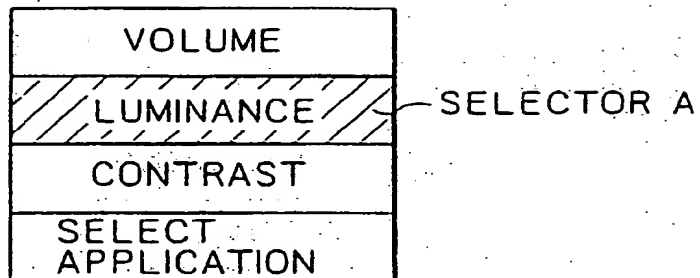 VOLUME
LUMINANCE
SELECTOR A
CONTRAST
SELECT
APPLICATION